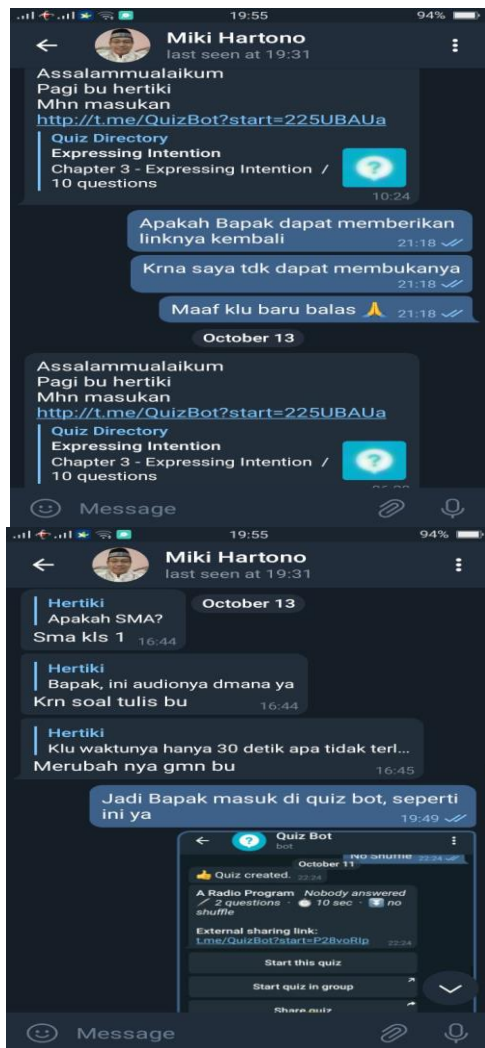 19:55
94%
Miki Hartono
last seen at 19:31
Assalammualaikum
Pagi bu hertiki
Mhn masukan
http://t.me/QuizBot?start=225UBAUa
Quiz Directory
Expressing Intention
Chapter 3 - Expressing Intention /
10 questions
10:24
Apakah Bapak dapat memberikan
linknya kembali
21:18
Krna saya tdk dapat membukanya
21:18
Maaf klu baru balas 🙏 21:18
October 13
Assalammualaikum
Pagi bu hertiki
Mhn masukan
http://t.me/QuizBot?start=225UBAUa
Quiz Directory
Expressing Intention
Chapter 3 - Expressing Intention /
10 questions
Message
19:55
94%
Miki Hartono
last seen at 19:31
October 13
Hertiki
Apakah SMA?
Sma kls 1 16:44
Hertiki
Bapak, ini audionya dmana ya
Krn soal tulis bu 16:44
Hertiki
Klu waktunya hanya 30 detik apa tidak terl...
Merubah nya gmn bu 16:45
Jadi Bapak masuk di quiz bot, seperti
ini ya
19:49
Quiz Bot
bot
No Shuffle 22:24
October 11
👍 Quiz created. 22:24
A Radio Program Nobody answered
2 questions · 10 sec · no
shuffle
External sharing link:
t.me/QuizBot?start=P28voRIp 22:24
Start this quiz
Start quiz in group
Share quiz
Message